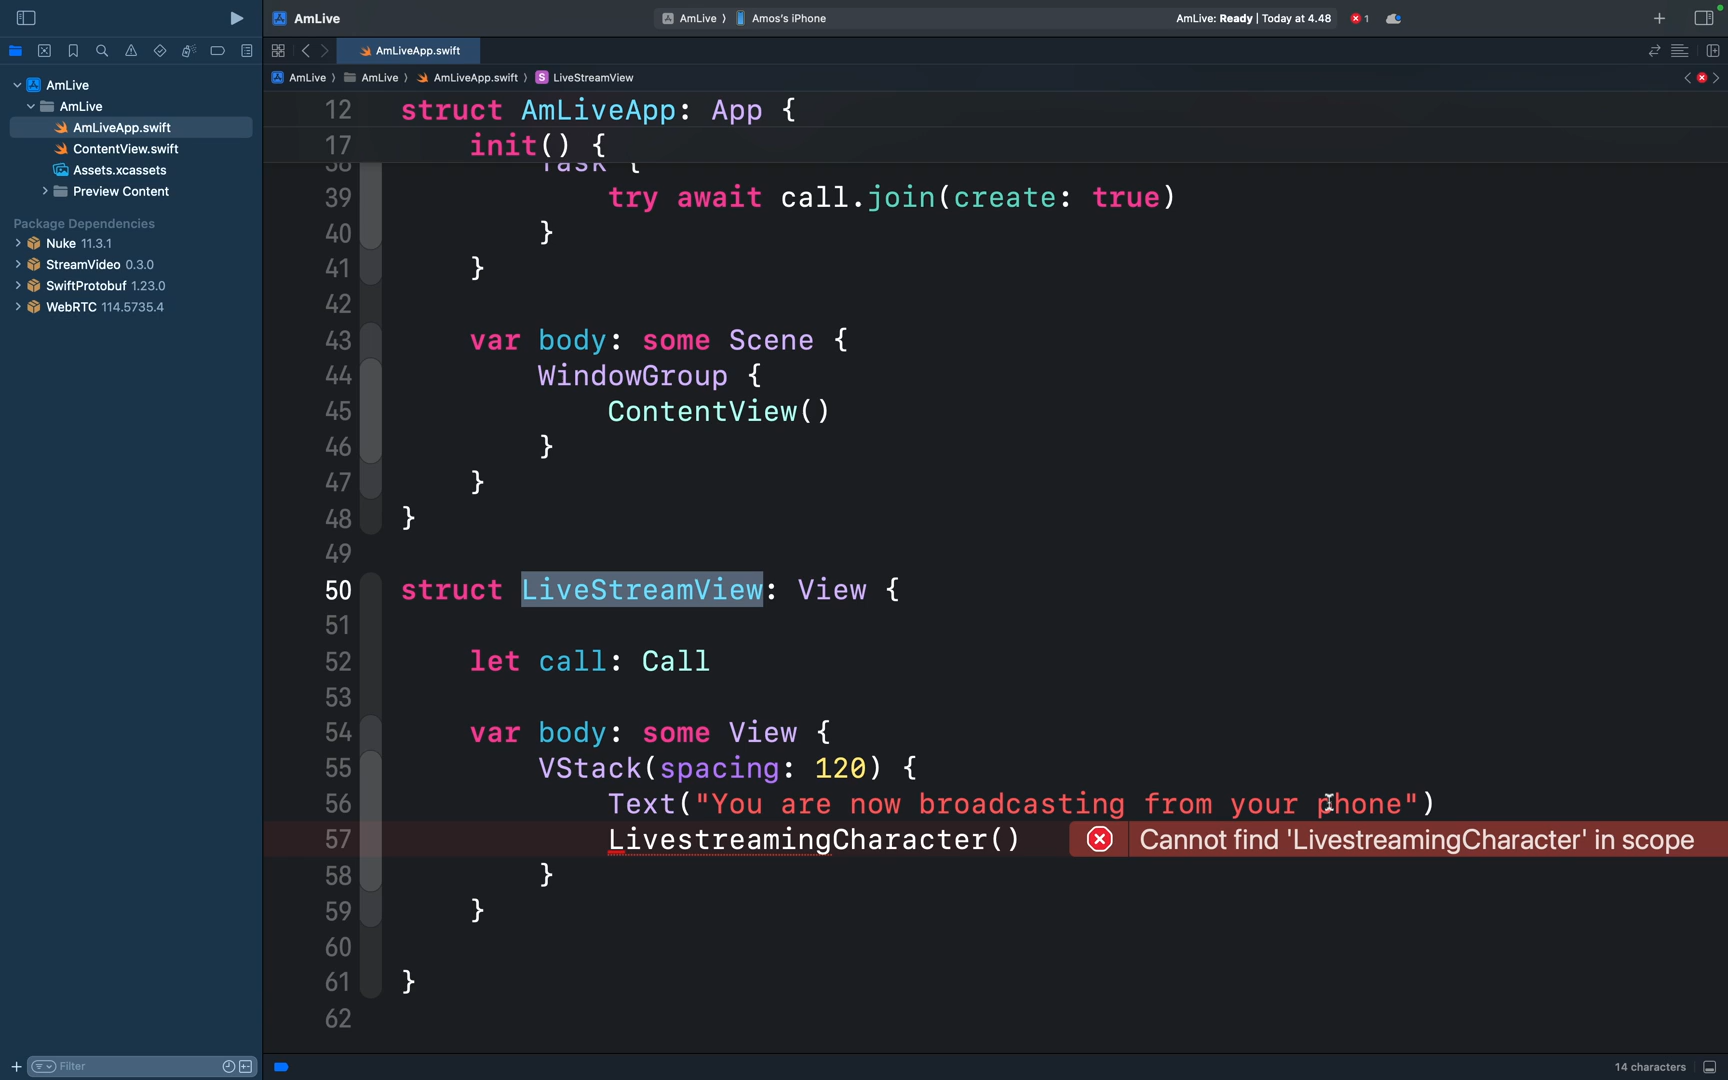 AmLive
AmLive ⟩ Amos's iPhone
AmLive: Ready | Today at 4.48
1
AmLiveApp.swift
AmLive ⟩ AmLive ⟩ AmLiveApp.swift ⟩ S LiveStreamView
AmLive
AmLive
AmLiveApp.swift
ContentView.swift
Assets.xcassets
Preview Content
Package Dependencies
Nuke 11.3.1
StreamVideo 0.3.0
SwiftProtobuf 1.23.0
WebRTC 114.5735.4
12 struct AmLiveApp: App {
17 init() {
38 Task {
39 try await call.join(create: true)
40 }
41 }
42
43 var body: some Scene {
44 WindowGroup {
45 ContentView()
46 }
47 }
48 }
49
50 struct LiveStreamView: View {
51
52 let call: Call
53
54 var body: some View {
55 VStack(spacing: 120) {
56 Text("You are now broadcasting from your phone")
57 LivestreamingCharacter() Cannot find 'LivestreamingCharacter' in scope
58 }
59 }
60
61 }
62
Filter
14 characters